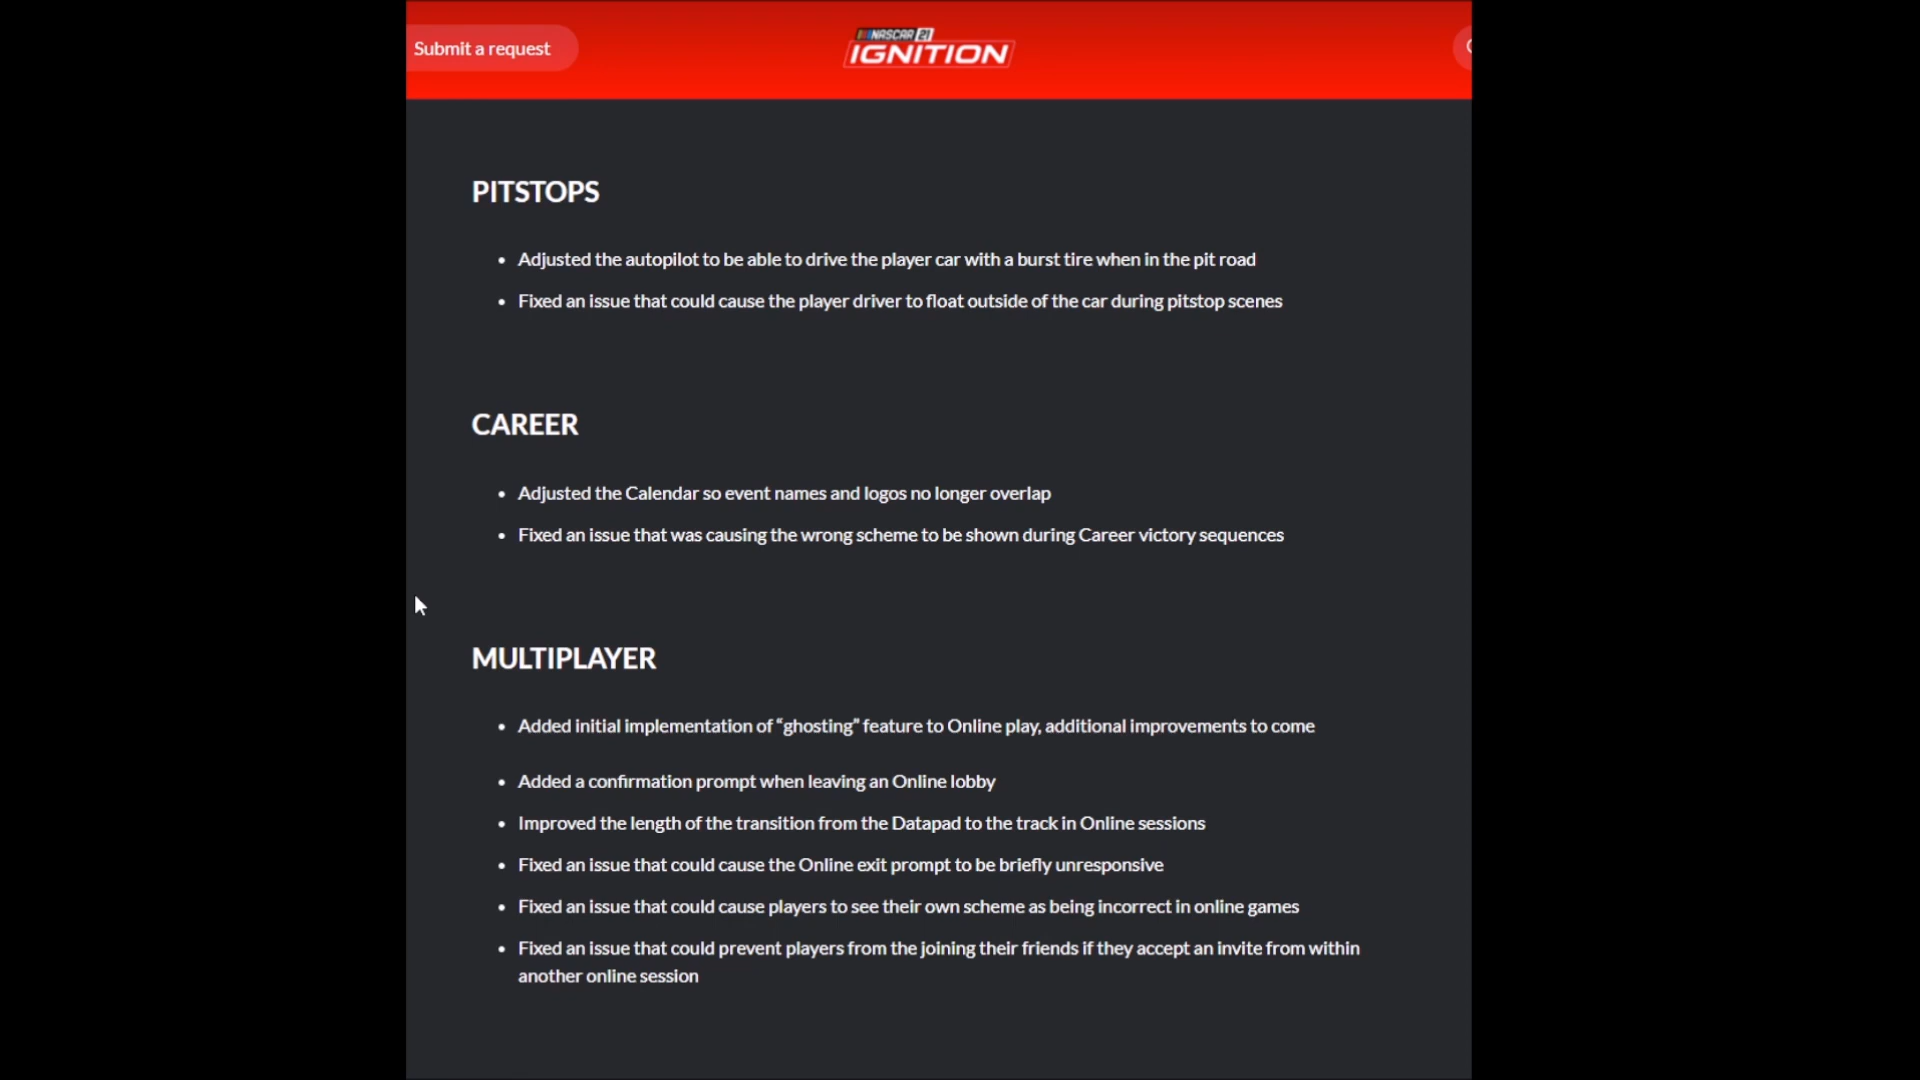 Submit a request
NASCAR 21
IGNITION
PITSTOPS
• Adjusted the autopilot to be able to drive the player car with a burst tire when in the pit road
• Fixed an issue that could cause the player driver to float outside of the car during pitstop scenes
CAREER
• Adjusted the Calendar so event names and logos no longer overlap
• Fixed an issue that was causing the wrong scheme to be shown during Career victory sequences
MULTIPLAYER
• Added initial implementation of “ghosting” feature to Online play, additional improvements to come
• Added a confirmation prompt when leaving an Online lobby
• Improved the length of the transition from the Datapad to the track in Online sessions
• Fixed an issue that could cause the Online exit prompt to be briefly unresponsive
• Fixed an issue that could cause players to see their own scheme as being incorrect in online games
• Fixed an issue that could prevent players from the joining their friends if they accept an invite from within
another online session